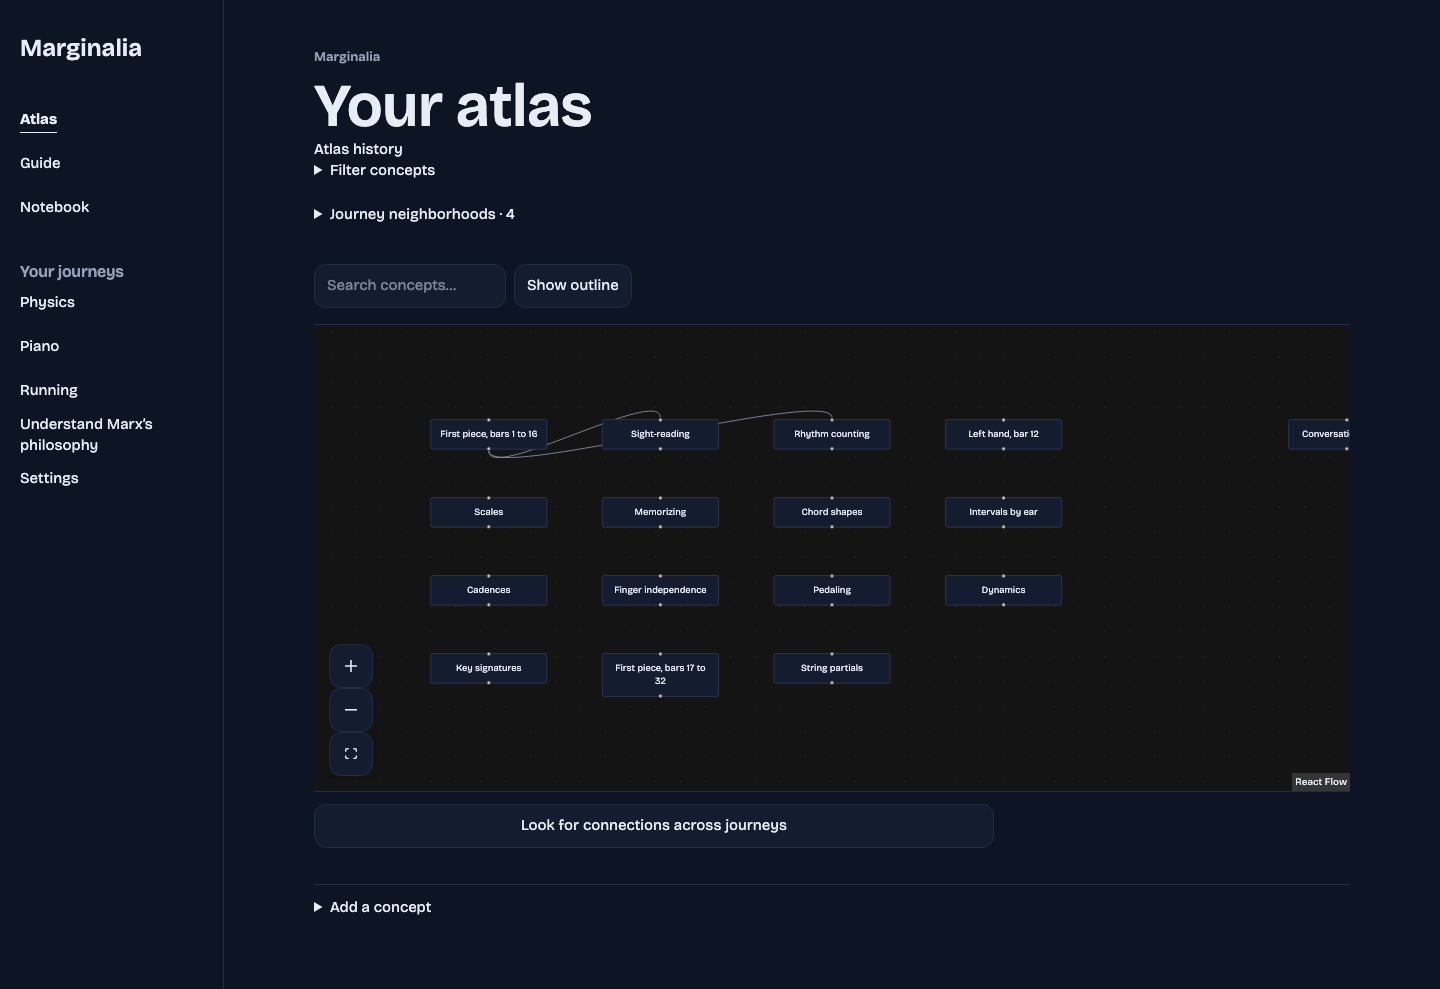 Marginalia
Atlas
Guide
Notebook
Your journeys
Physics
Piano
Running
Understand Marx's
philosophy
Settings
Marginalia
Your atlas
Atlas history
Filter concepts
Journey neighborhoods · 4
Search concepts...
Show outline
First piece, bars 1 to 16
Sight-reading
Rhythm counting
Left hand, bar 12
Conversati
Scales
Memorizing
Chord shapes
Intervals by ear
Cadences
Finger independence
Pedaling
Dynamics
Key signatures
First piece, bars 17 to
32
String partials
React Flow
Look for connections across journeys
Add a concept